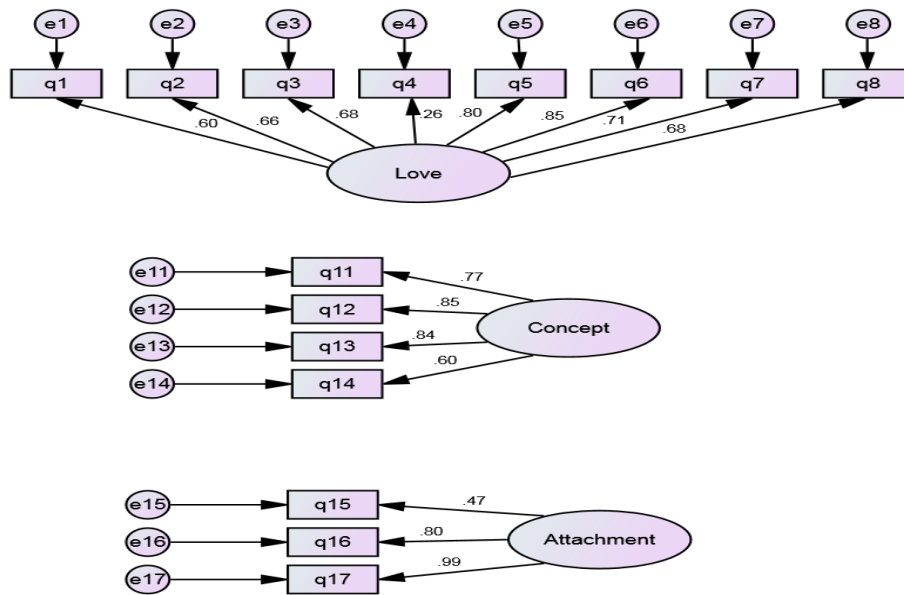 e1 e2 e3 e4 e5 e6 e7 e8
q1 q2 q3 q4 q5 q6 q7 q8
.60 .66 .68 .26 .80 .85 .71 .68
Love
e11 q11 .77
e12 q12 .85
Concept
e13 q13 .84
e14 q14 .60
e15 q15 .47
e16 q16 .80
Attachment
e17 q17 .99